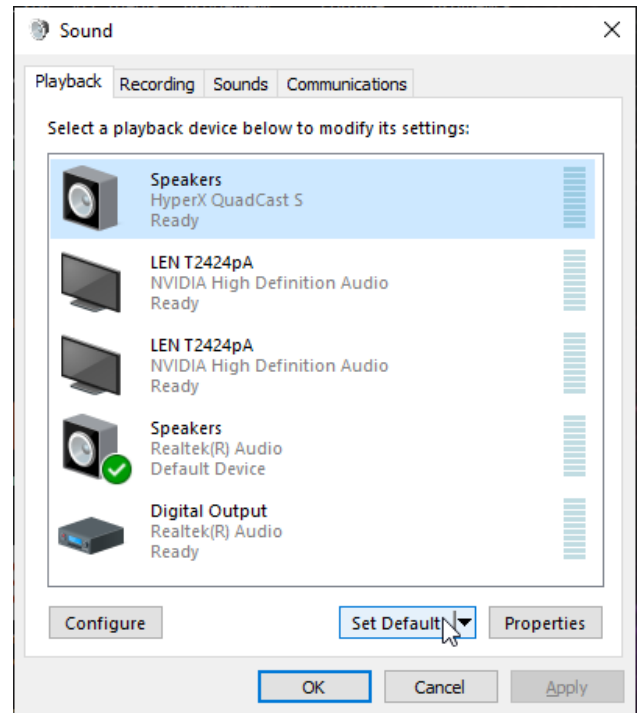 Sound
Playback Recording Sounds Communications
Select a playback device below to modify its settings:
Speakers
HyperX QuadCast S
Ready
LEN T2424pA
NVIDIA High Definition Audio
Ready
LEN T2424pA
NVIDIA High Definition Audio
Ready
Speakers
Realtek(R) Audio
Default Device
Digital Output
Realtek(R) Audio
Ready
Configure Set Default Properties
OK Cancel Apply